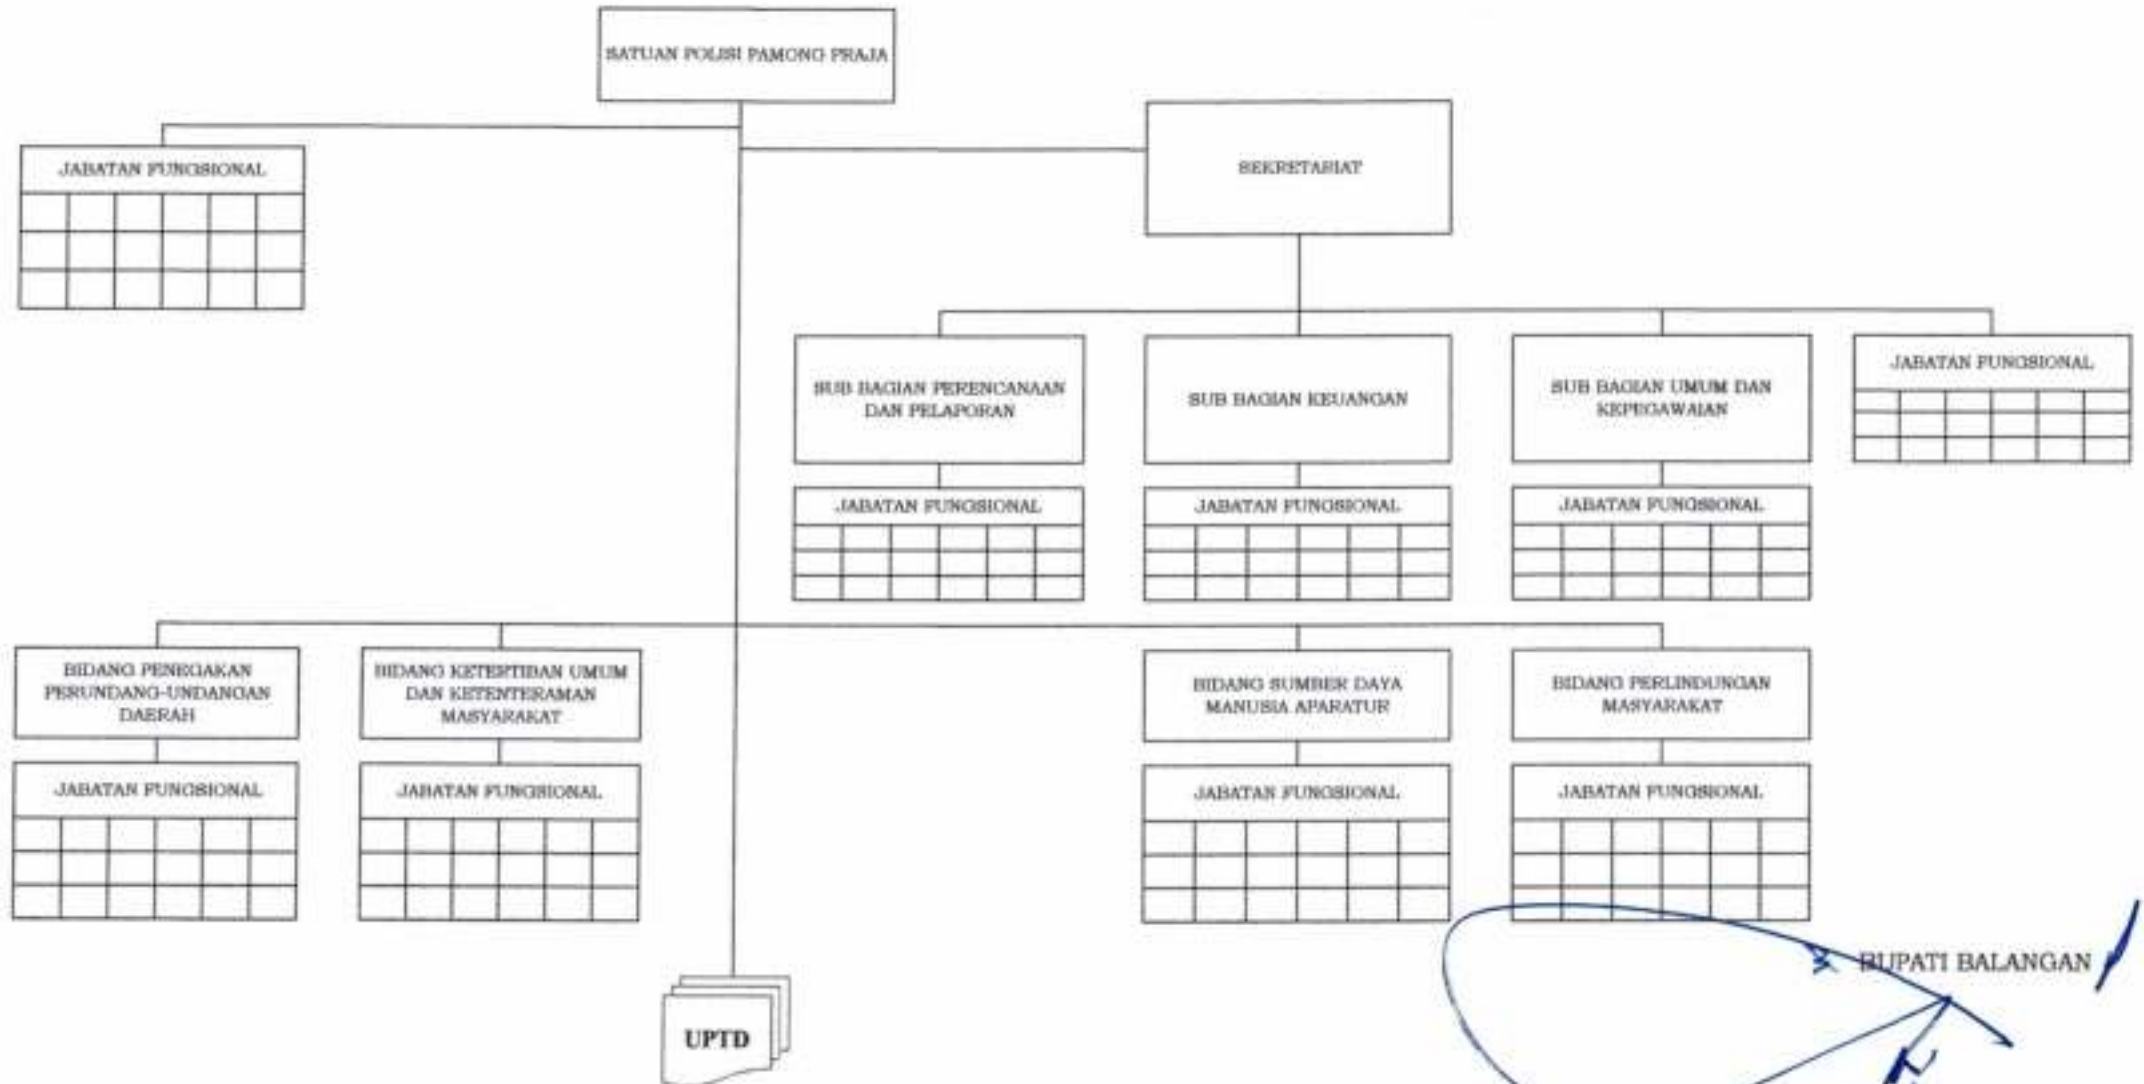 SATUAN POLISI PAMONG PRAJA
JABATAN FUNGSIONAL
SEKRETARIAT
SUB BAGIAN PERENCANAAN
DAN PELAPORAN
SUB BAGIAN KEUANGAN
SUB BAGIAN UMUM DAN
KEPEGAWAIAN
JABATAN FUNGSIONAL
JABATAN FUNGSIONAL
JABATAN FUNGSIONAL
JABATAN FUNGSIONAL
BIDANG PENEGAKAN
PERUNDANG-UNDANGAN
DAERAH
BIDANG KETERTIBAN UMUM
DAN KETENTERAMAN
MASYARAKAT
BIDANG SUMBER DAYA
MANUSIA APARATUR
BIDANG PERLINDUNGAN
MASYARAKAT
JABATAN FUNGSIONAL
JABATAN FUNGSIONAL
JABATAN FUNGSIONAL
JABATAN FUNGSIONAL
BUPATI BALANGAN
UPTD